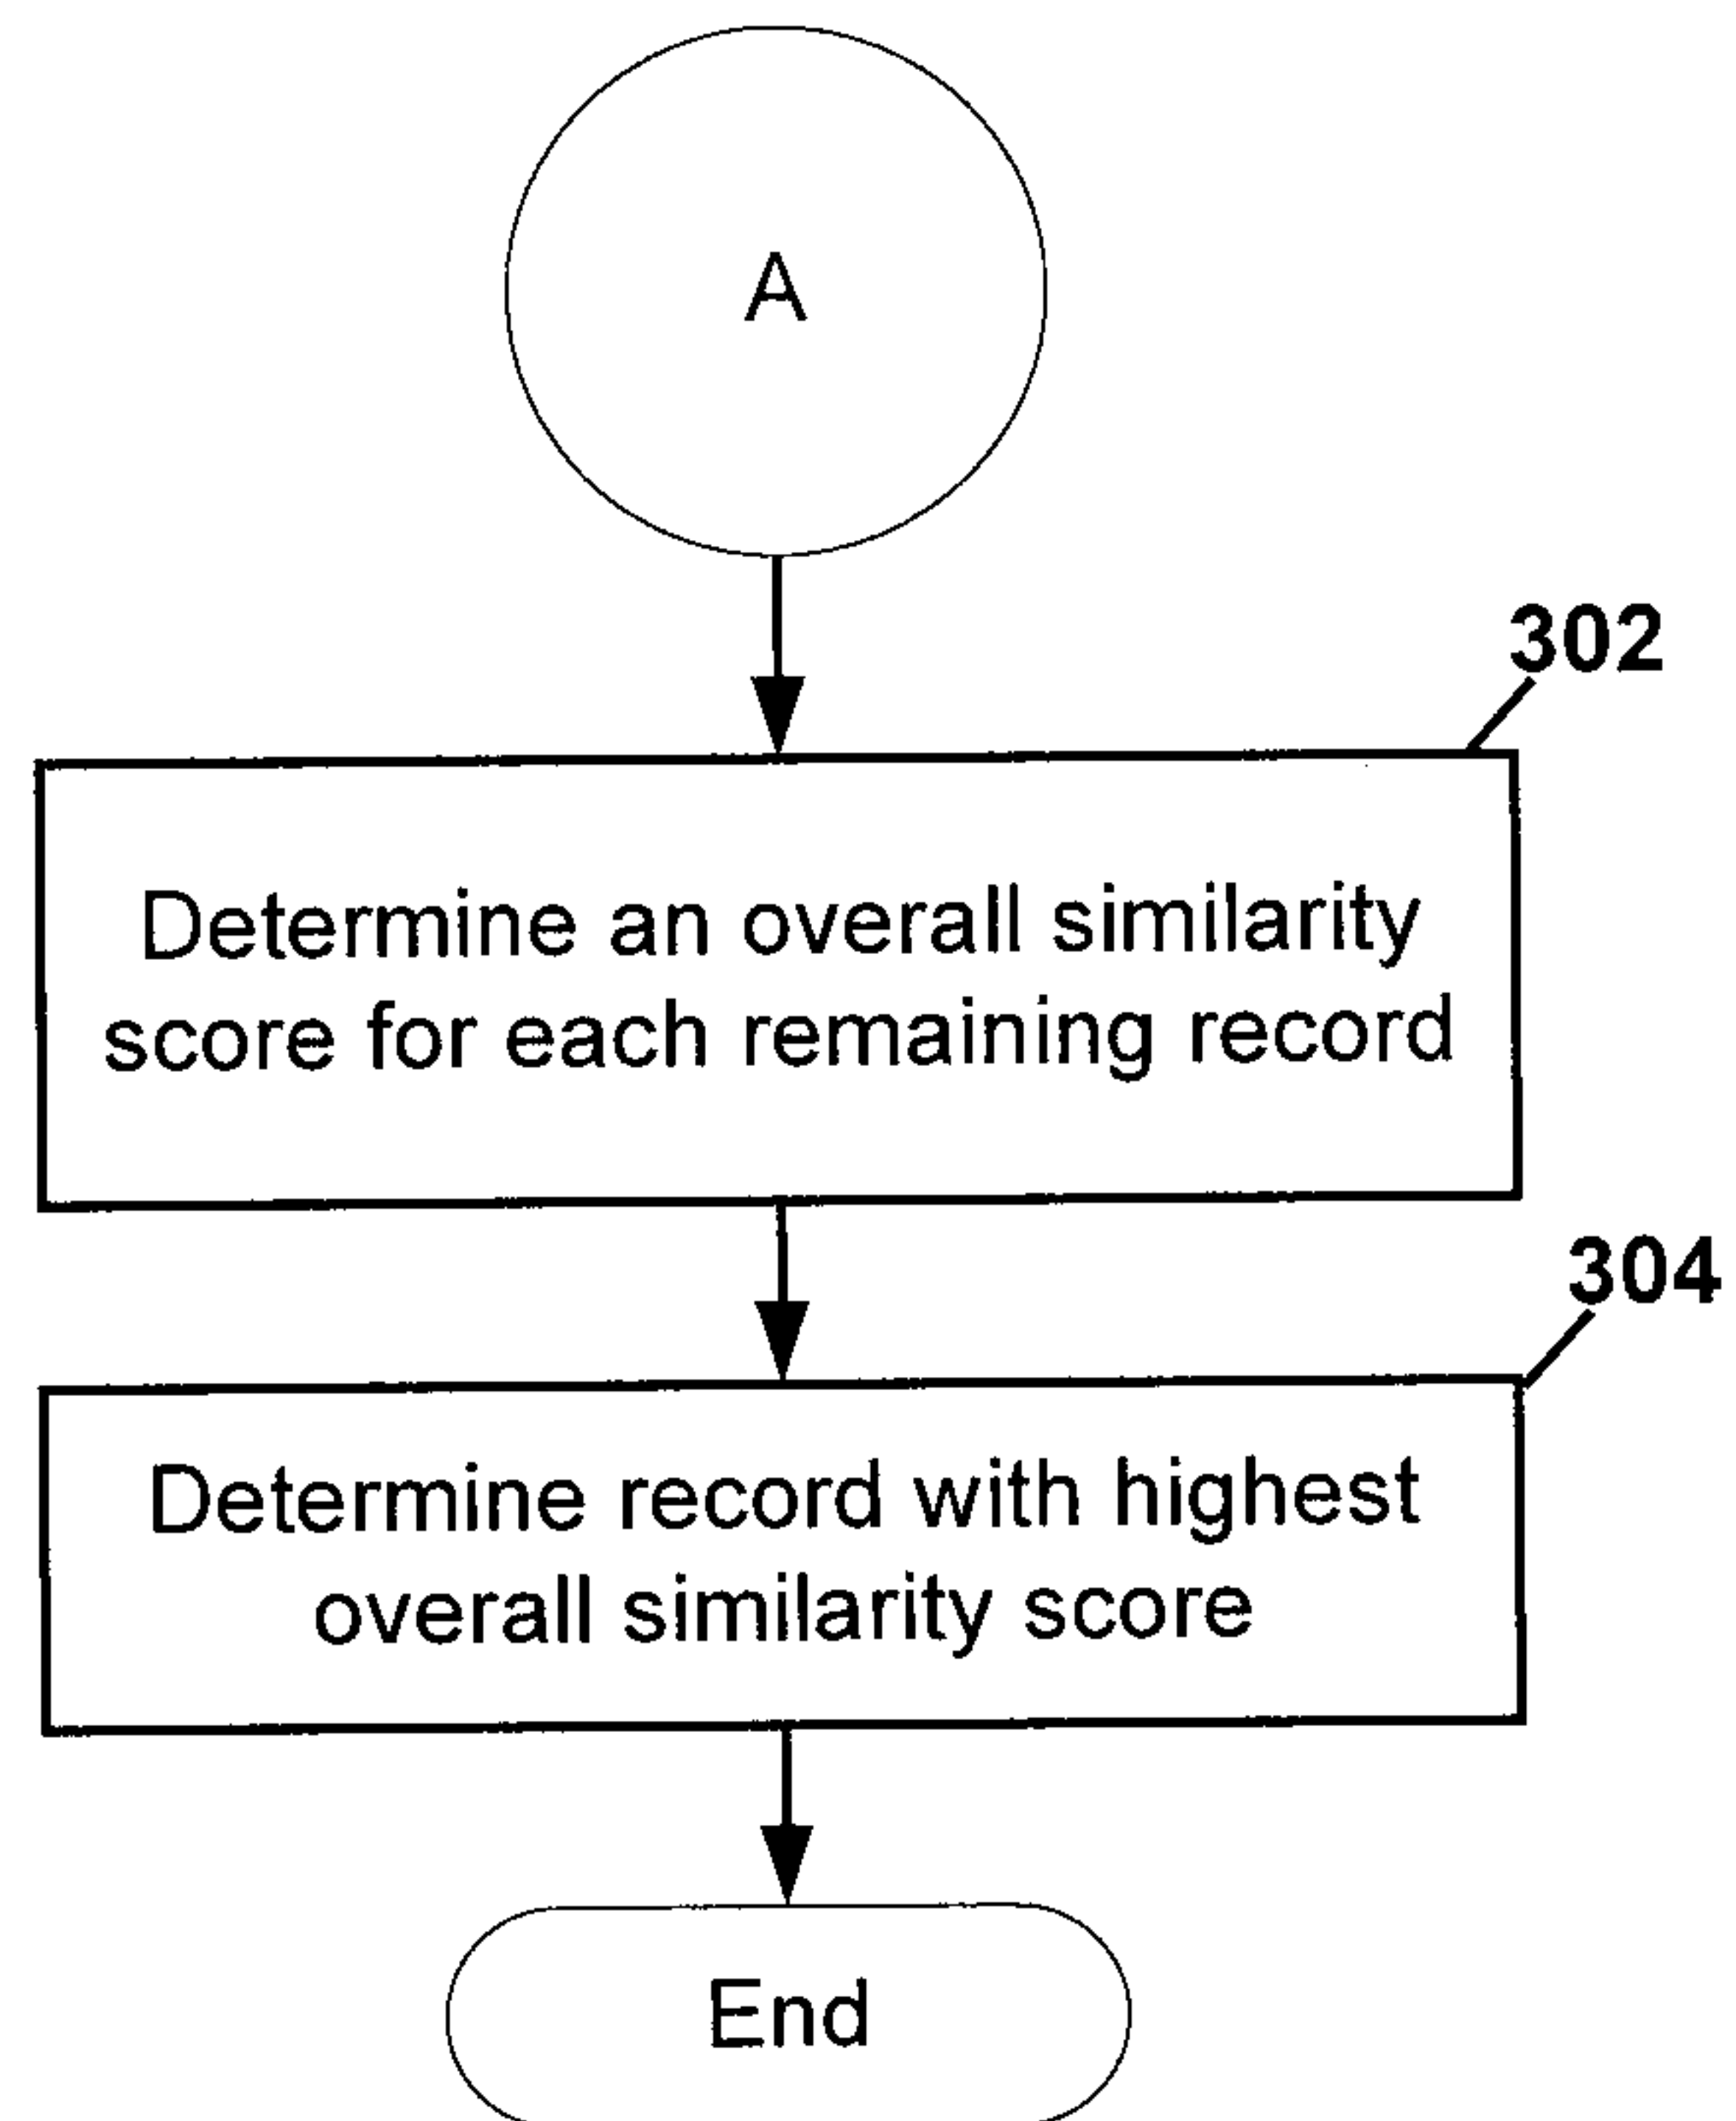 A
302
Determine an overall similarity
score for each remaining record
304
Determine record with highest
overall similarity score
End